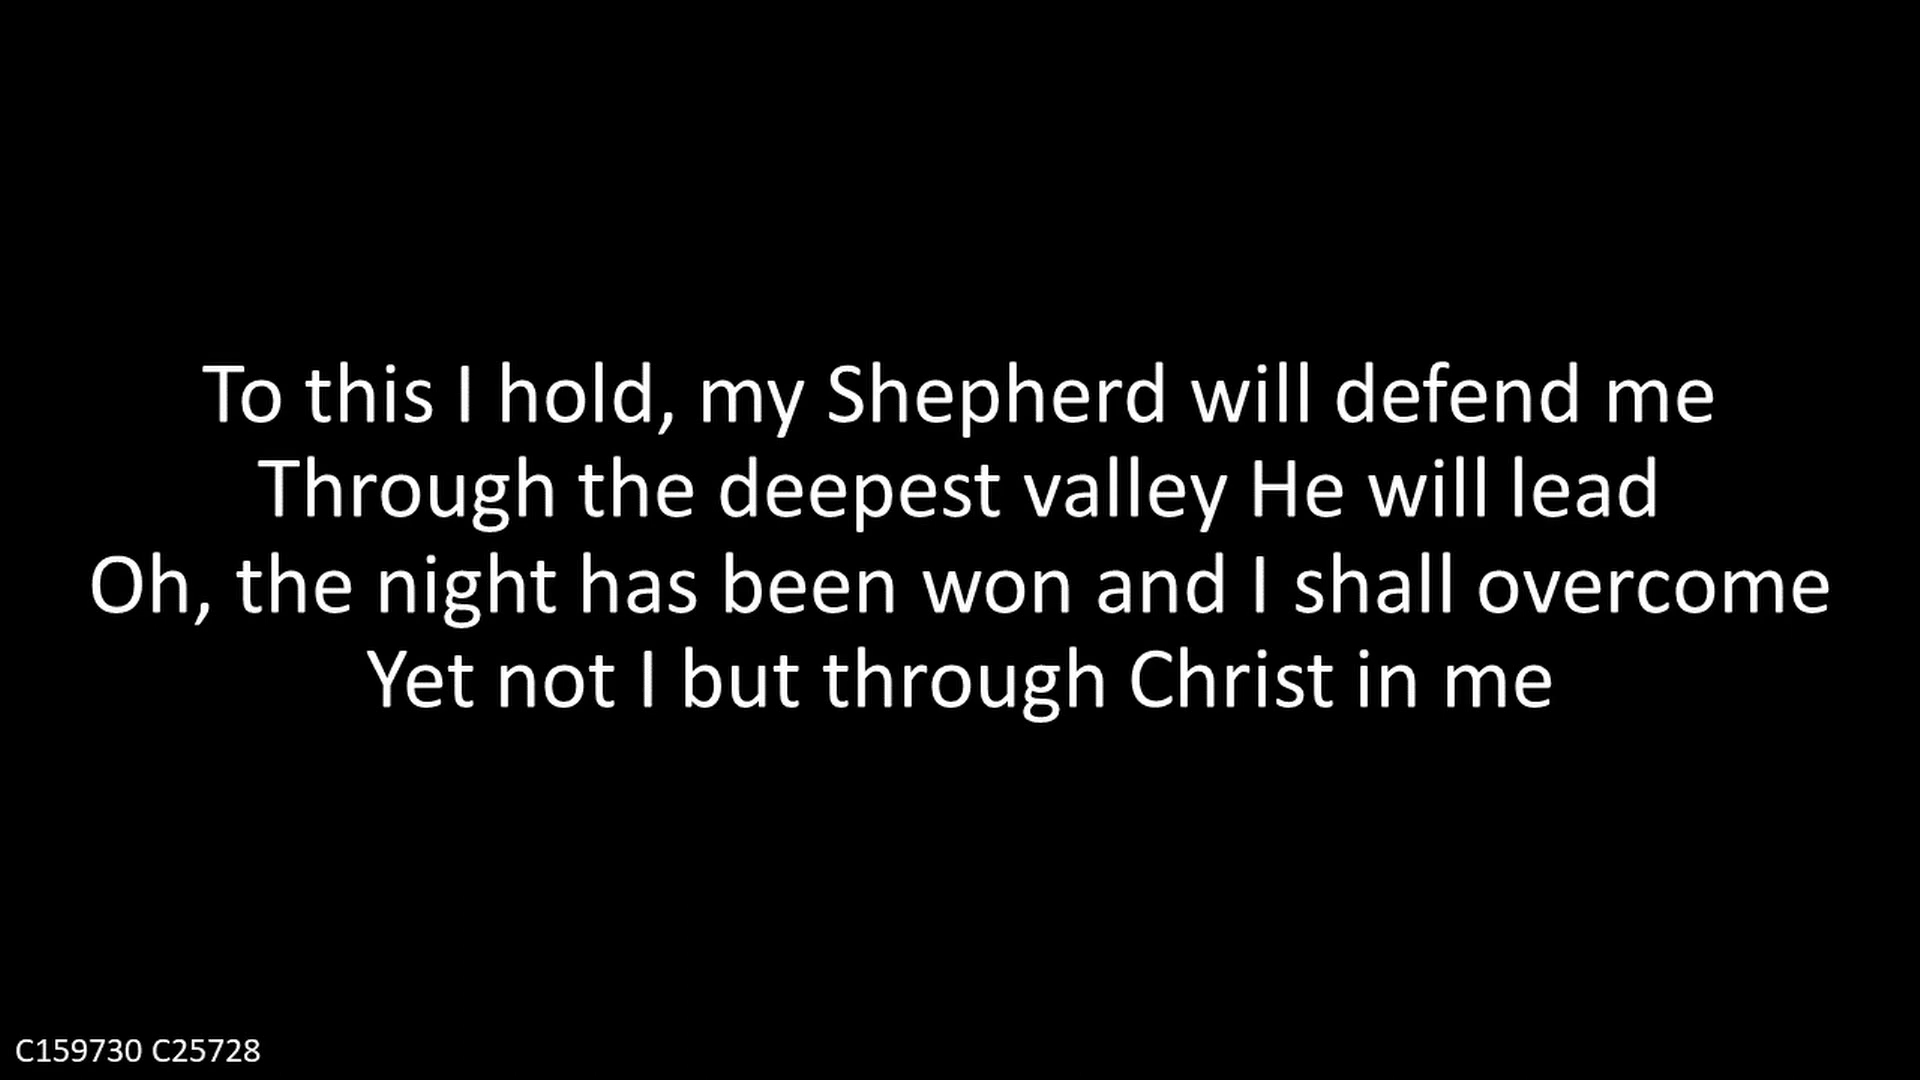 To this I hold, my Shepherd will defend me
Through the deepest valley He will lead
Oh, the night has been won and I shall overcome
Yet not I but through Christ in me
C159730 C25728